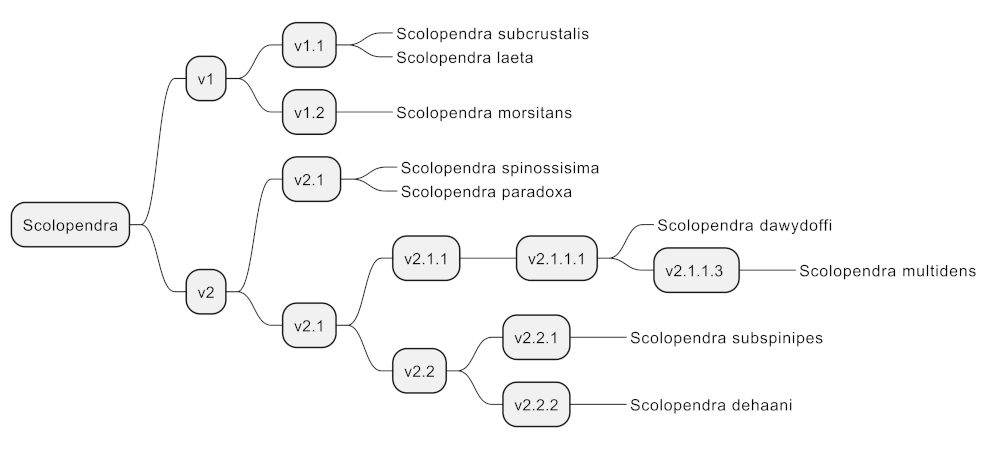 Scolopendra
v1
v1.1
Scolopendra subcrustalis
Scolopendra laeta
v1.2
Scolopendra morsitans
v2
v2.1
Scolopendra spinossisima
Scolopendra paradoxa
v2.1
v2.1.1
v2.1.1.1
Scolopendra dawydoffi
v2.1.1.3
Scolopendra multidens
v2.2
v2.2.1
Scolopendra subspinipes
v2.2.2
Scolopendra dehaani